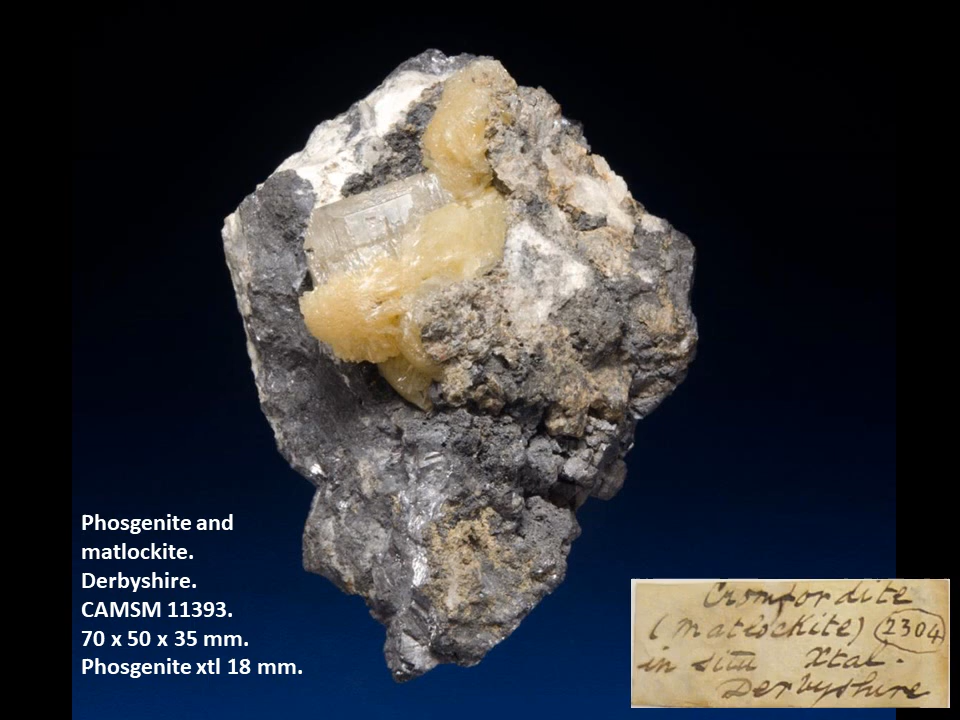 Phosgenite and
matlockite.
Derbyshire.
CAMSM 11393.
70 x 50 x 35 mm.
Phosgenite xtl 18 mm.
Cromfordite
(Matlockite) 2304
in situ Xtal.
Derbyshire